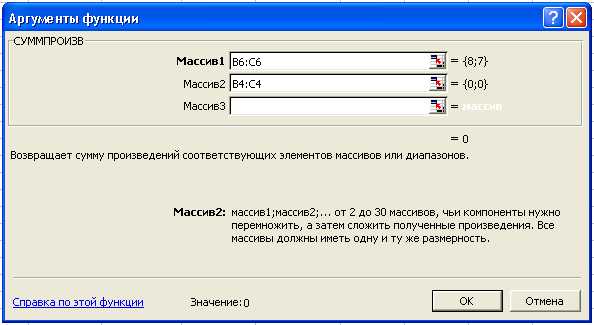 Аргументы функции
СУММПРОИЗВ
Массив1 B6:C6 = {8;7}
Массив2 B4:C4 = {0;0}
Массив3 = массив
= 0
Возвращает сумму произведений соответствующих элементов массивов или диапазонов.
Массив2: массив1;массив2;... от 2 до 30 массивов, чьи компоненты нужно
перемножить, а затем сложить полученные произведения. Все
массивы должны иметь одну и ту же размерность.
Справка по этой функции Значение:0 OK Отмена